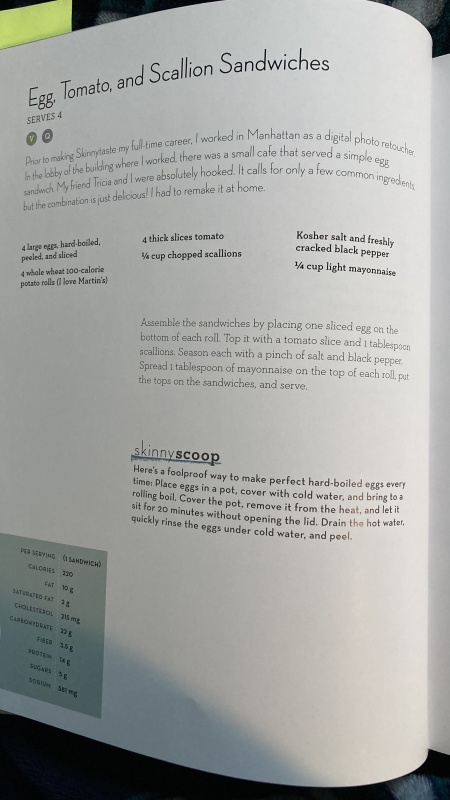 Egg, Tomato, and Scallion Sandwiches
SERVES 4
V Q
Prior to making Skinnytaste my full-time career, I worked in Manhattan as a digital photo retoucher.
In the lobby of the building where I worked, there was a small cafe that served a simple egg
sandwich. My friend Tricia and I were absolutely hooked. It calls for only a few common ingredients,
but the combination is just delicious! I had to remake it at home.
4 large eggs, hard-boiled,
peeled, and sliced
4 whole wheat 100-calorie
potato rolls (I love Martin's)
4 thick slices tomato
¼ cup chopped scallions
Kosher salt and freshly
cracked black pepper
¼ cup light mayonnaise
Assemble the sandwiches by placing one sliced egg on the
bottom of each roll. Top it with a tomato slice and 1 tablespoon
scallions. Season each with a pinch of salt and black pepper.
Spread 1 tablespoon of mayonnaise on the top of each roll, put
the tops on the sandwiches, and serve.
skinnyscoop
Here's a foolproof way to make perfect hard-boiled eggs every
time: Place eggs in a pot, cover with cold water, and bring to a
rolling boil. Cover the pot, remove it from the heat, and let it
sit for 20 minutes without opening the lid. Drain the hot water,
quickly rinse the eggs under cold water, and peel.
PER SERVING (1 SANDWICH)
CALORIES 220
FAT 10 g
SATURATED FAT 2 g
CHOLESTEROL 215 mg
CARBOHYDRATE 22 g
FIBER 3.5 g
PROTEIN 14 g
SUGARS 5 g
SODIUM 381 mg